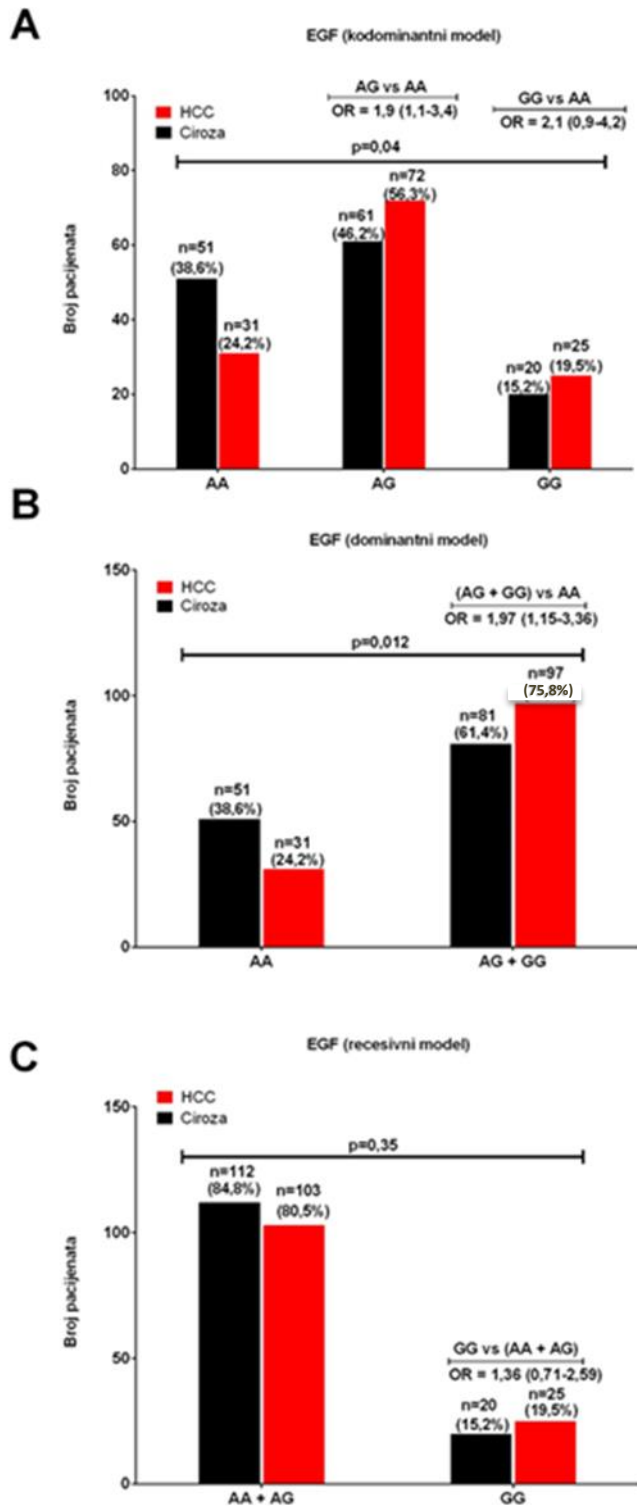 A
EGF (kodominantni model)
HCC
Ciroza
AG vs AA
OR = 1,9 (1,1-3,4)
GG vs AA
OR = 2,1 (0,9-4,2)
p=0,04
Broj pacijenata
100
80
60
40
20
0
n=51
(38,6%)
n=31
(24,2%)
n=61
(46,2%)
n=72
(56,3%)
n=20
(15,2%)
n=25
(19,5%)
AA
AG
GG
B
EGF (dominantni model)
HCC
Ciroza
(AG + GG) vs AA
OR = 1,97 (1,15-3,36)
p=0,012
Broj pacijenata
150
100
50
0
n=51
(38,6%)
n=31
(24,2%)
n=81
(61,4%)
n=97
(75,8%)
AA
AG + GG
C
EGF (recesivni model)
HCC
Ciroza
p=0,35
Broj pacijenata
150
100
50
0
n=112
(84,8%)
n=103
(80,5%)
GG vs (AA + AG)
OR = 1,36 (0,71-2,59)
n=20
(15,2%)
n=25
(19,5%)
AA + AG
GG